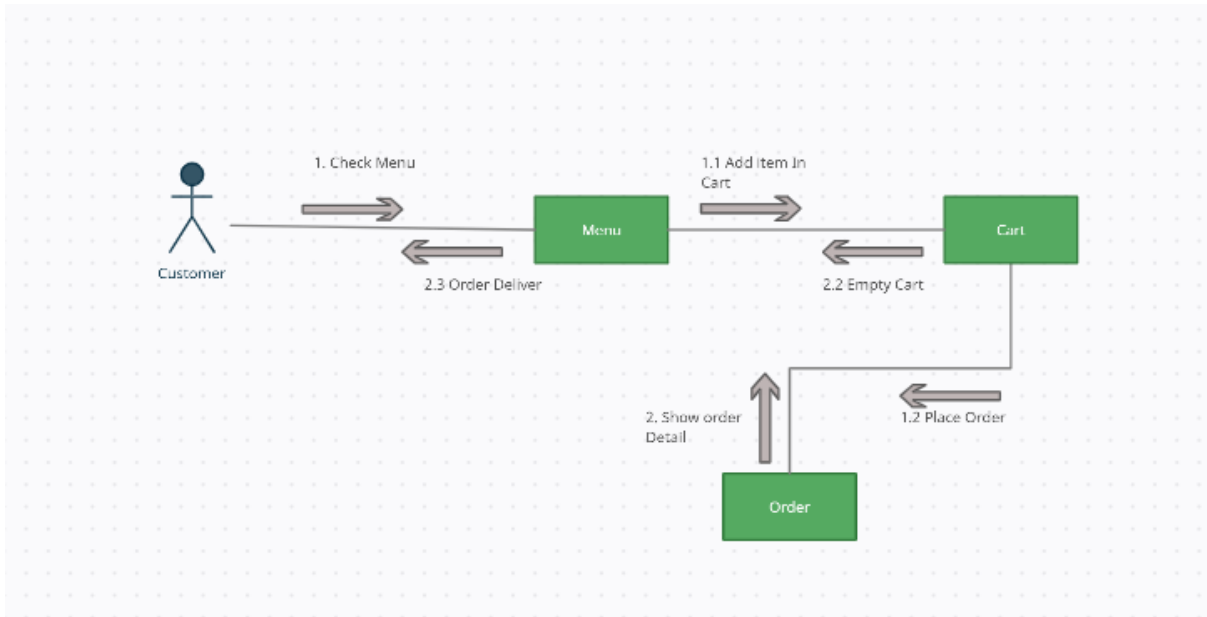 1. Check Menu
1.1 Add item In
Cart
Menu
Cart
Customer
2.3 Order Deliver
2.2 Empty Cart
2. Show order
Detail
1.2 Place Order
Order